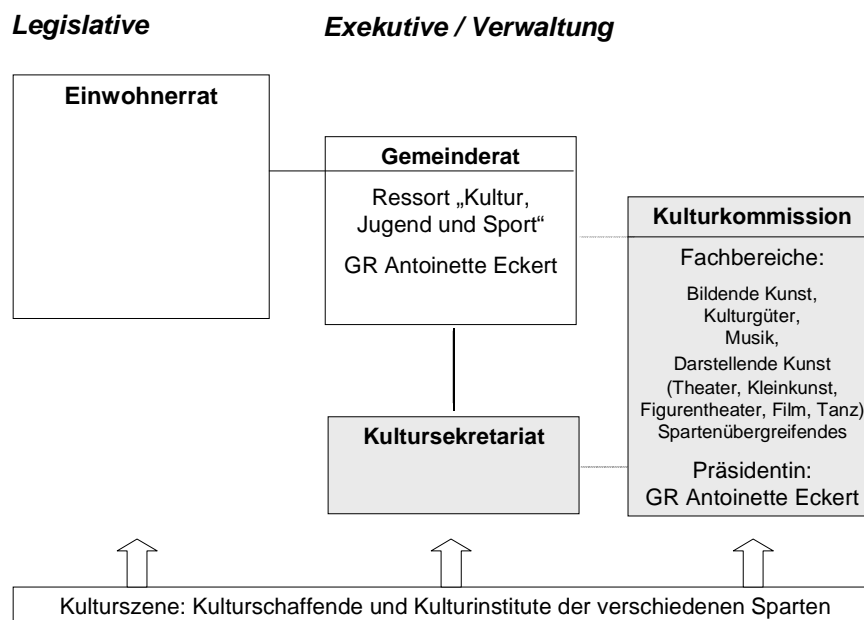 Legislative
Exekutive / Verwaltung
Einwohnerrat
Gemeinderat
Ressort „Kultur,
Jugend und Sport“
GR Antoinette Eckert
Kulturkommission
Fachbereiche:
Bildende Kunst,
Kulturgüter,
Musik,
Darstellende Kunst
(Theater, Kleinkunst,
Figurentheater, Film, Tanz)
Spartenübergreifendes
Präsidentin:
GR Antoinette Eckert
Kultursekretariat
Kulturszene: Kulturschaffende und Kulturinstitute der verschiedenen Sparten